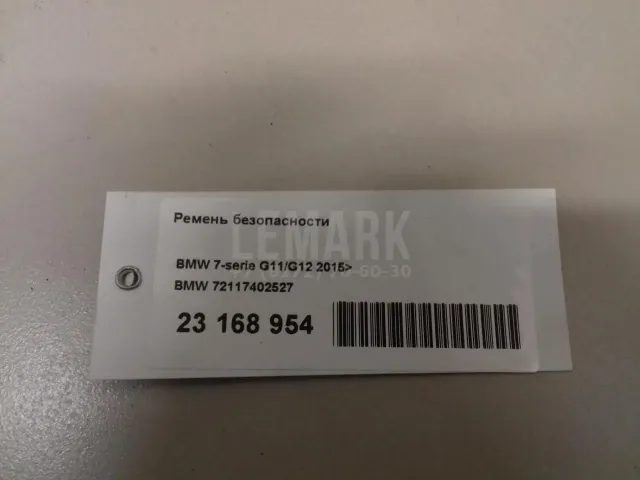 Ремень безопасности
LEMARK
BMW 7-serie G11/G12 2015>
BMW 72117402527
23 168 954